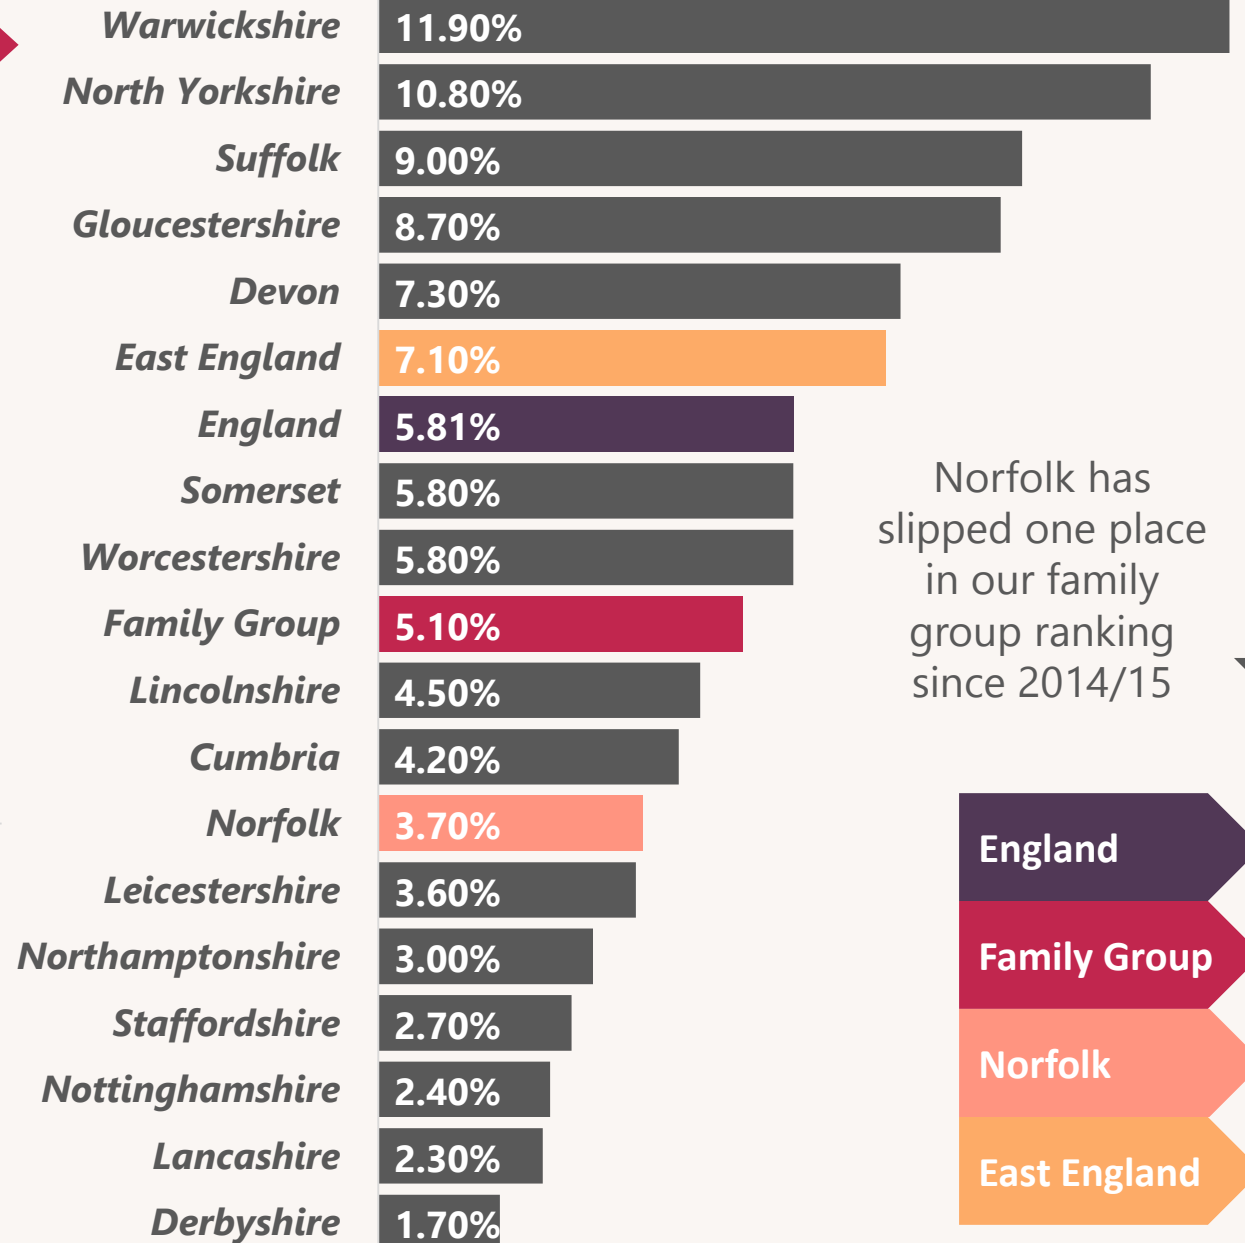 Warwickshire 11.90%
North Yorkshire 10.80%
Suffolk 9.00%
Gloucestershire 8.70%
Devon 7.30%
East England 7.10%
England 5.81%
Somerset 5.80%
Worcestershire 5.80%
Family Group 5.10%
Lincolnshire 4.50%
Cumbria 4.20%
Norfolk 3.70%
Leicestershire 3.60%
Northamptonshire 3.00%
Staffordshire 2.70%
Nottinghamshire 2.40%
Lancashire 2.30%
Derbyshire 1.70%
Norfolk has
slipped one place
in our family
group ranking
since 2014/15
England
Family Group
Norfolk
East England